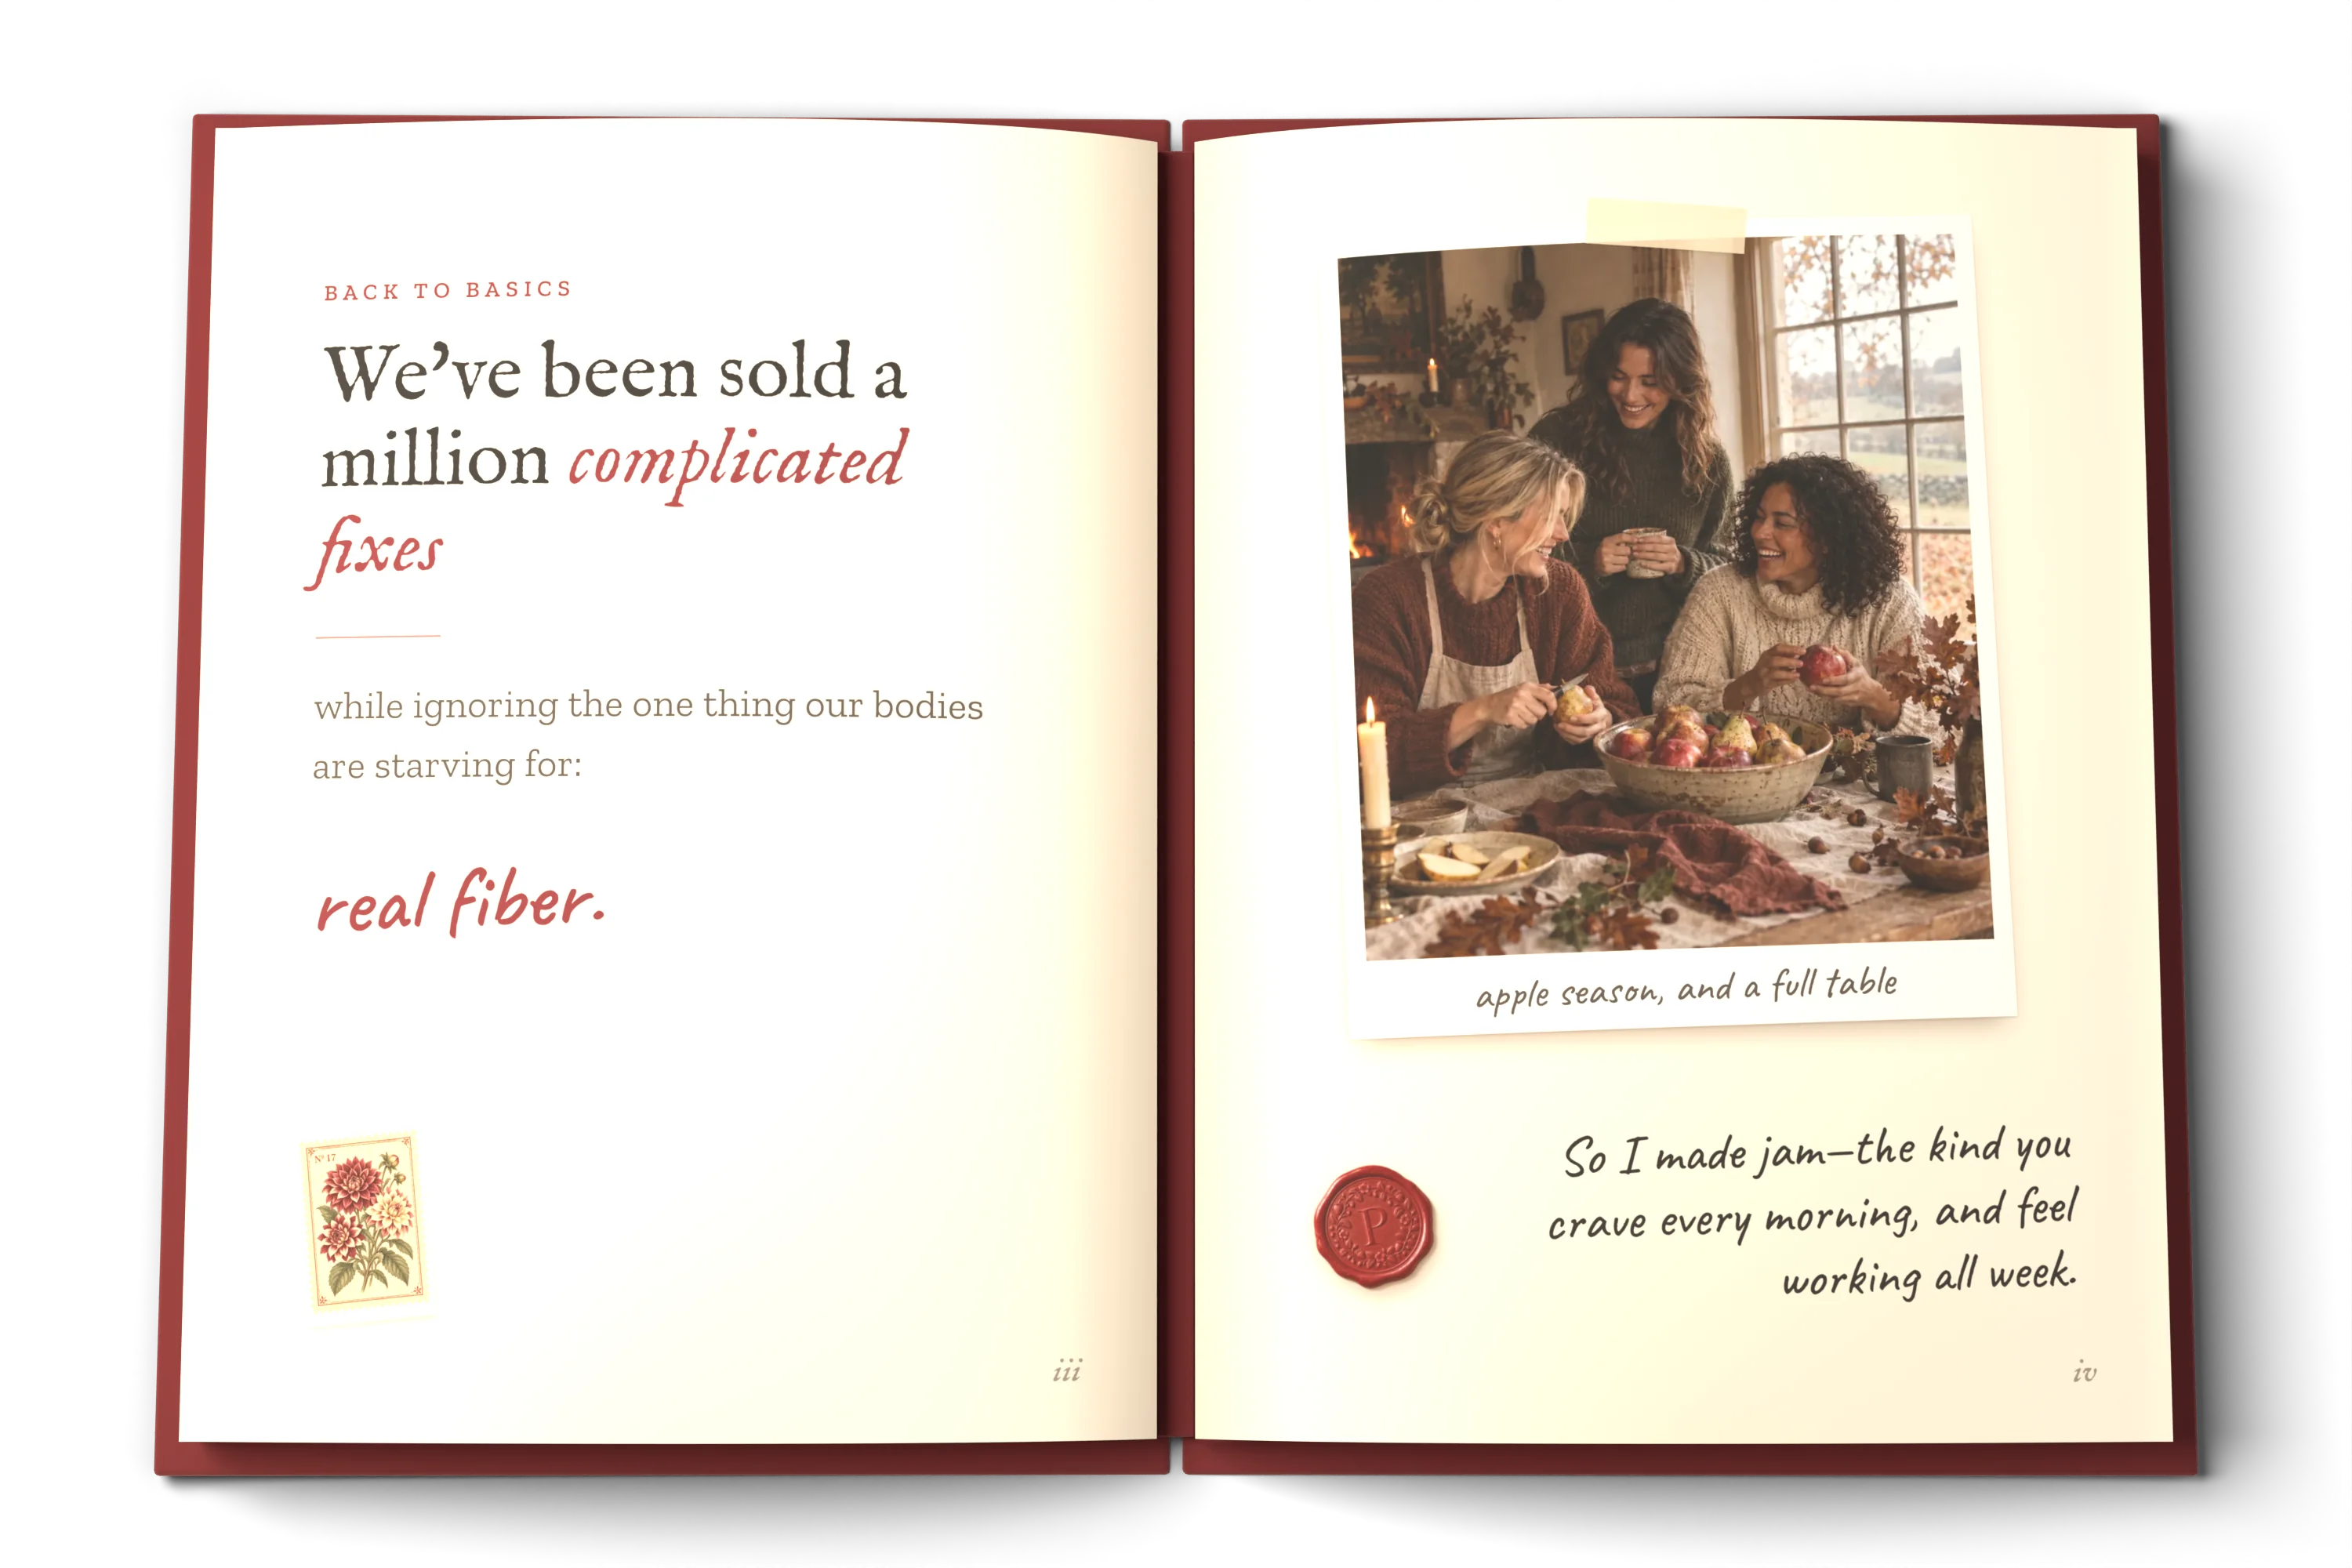 BACK TO BASICS
We’ve been sold a
million complicated
fixes
while ignoring the one thing our bodies
are starving for:
real fiber.
Nº 17
iii
apple season, and a full table
P
So I made jam—the kind you
crave every morning, and feel
working all week.
iv